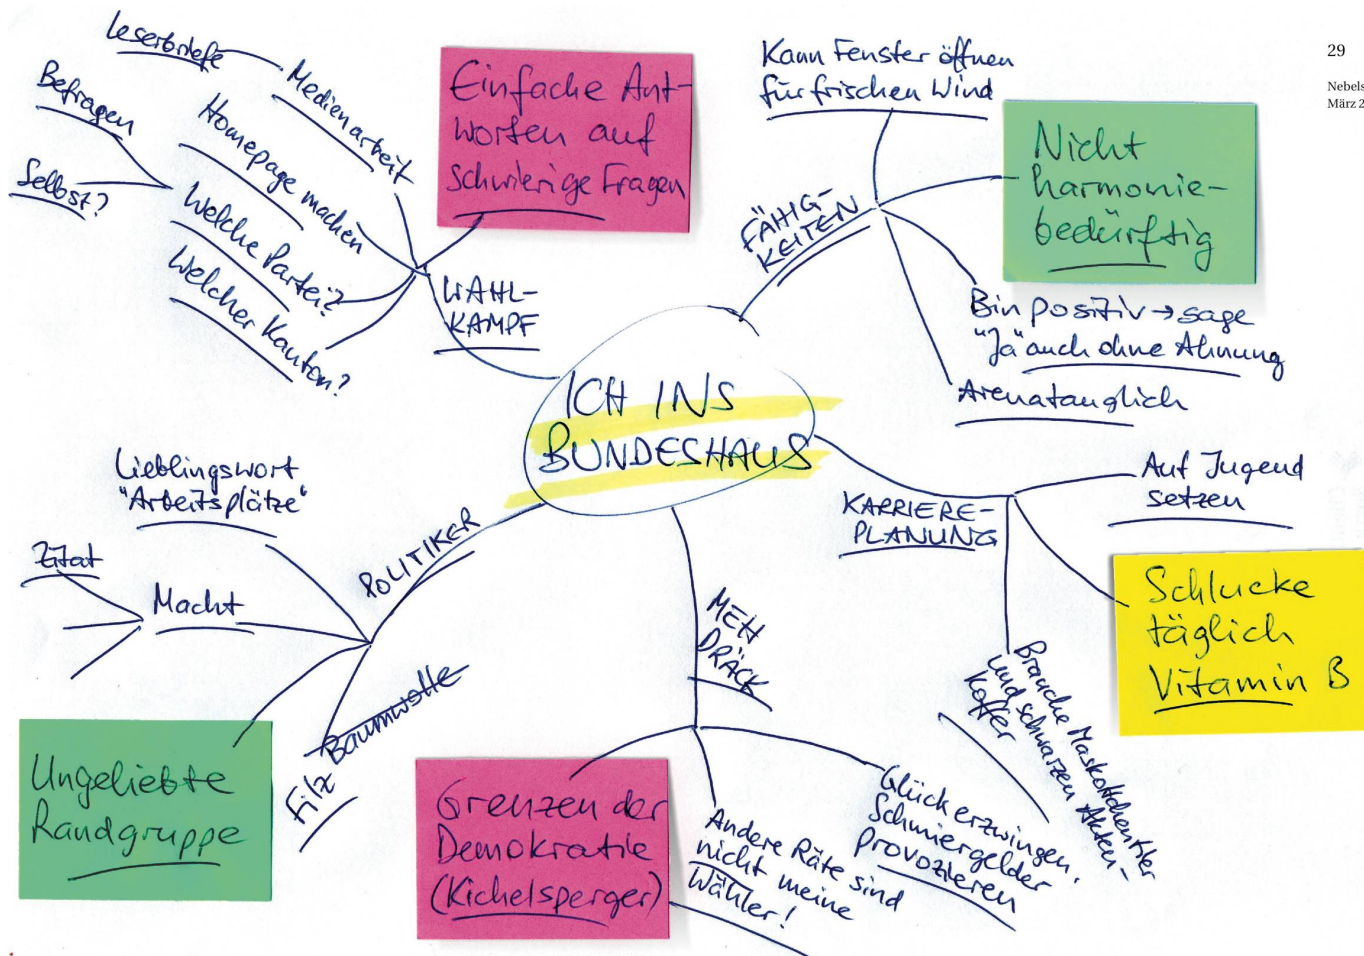 29
Leserbriefe
Medienarbeit
Befragen
Selbst?
Homepage machen
Welche Partei?
Welcher Kanton?
Einfache Ant-
worten auf
schwierige Fragen
WAHL-
KAMPF
Kann Fenster öffnen
für frischen Wind
FÄHIG-
KEITEN
Nicht
harmonie-
bedürftig
Bin positiv → sage
"Ja" auch ohne Ahnung
Arenatauglich
ICH INS
BUNDESHAUS
Lieblingswort
"Arbeitsplätze"
Zitat
Macht
POLITIKER
Baumwolle
Filz
Ungeliebte
Randgruppe
MEH
DRÄCK
Grenzen der
Demokratie
(Kichelsperger)
Andere Räte sind
nicht meine
Wähler!
Glück erzwingen.
Schmiergelder
Provozieren
KARRIERE-
PLANUNG
Auf Jugend
setzen
Schlucke
täglich
Vitamin B
Brauche Maskottchentier
und schwarzen Akten-
koffer